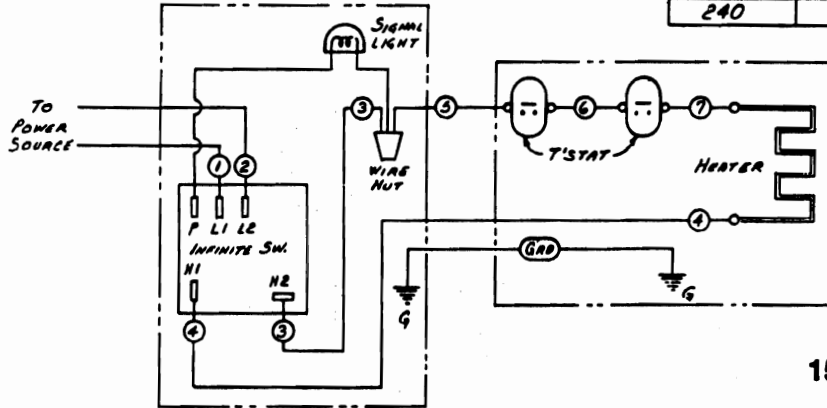 240
SIGNAL
LIGHT
TO
POWER
SOURCE
3
5
6
7
T'STAT
WIRE
NUT
HEATER
1
2
P L1 L2
INFINITE SW.
H1
H2
4
GRD
G
G
4
3
15